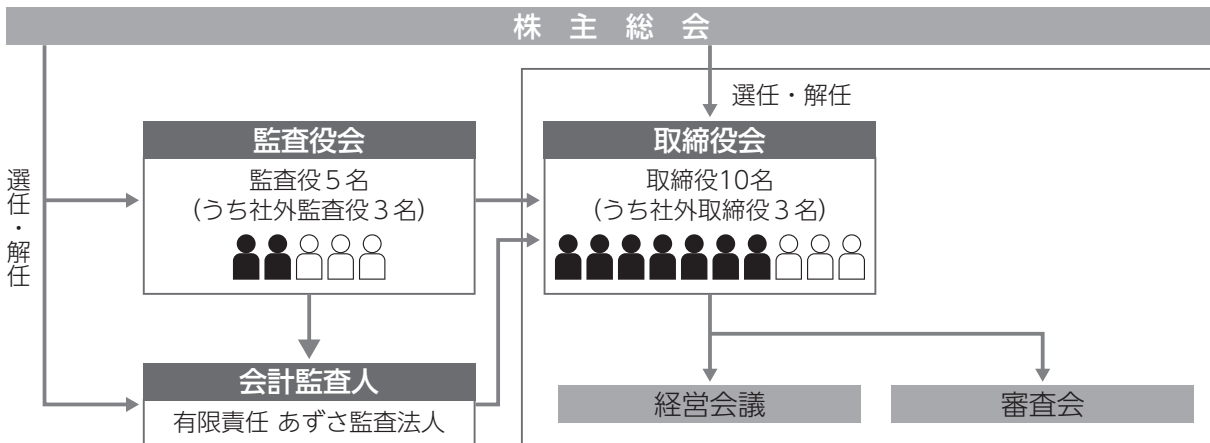 株主総会
選任・解任
選任・解任
監査役会
監査役5名
(うち社外監査役3名)
取締役会
取締役10名
(うち社外取締役3名)
会計監査人
有限責任 あずさ監査法人
経営会議
審査会